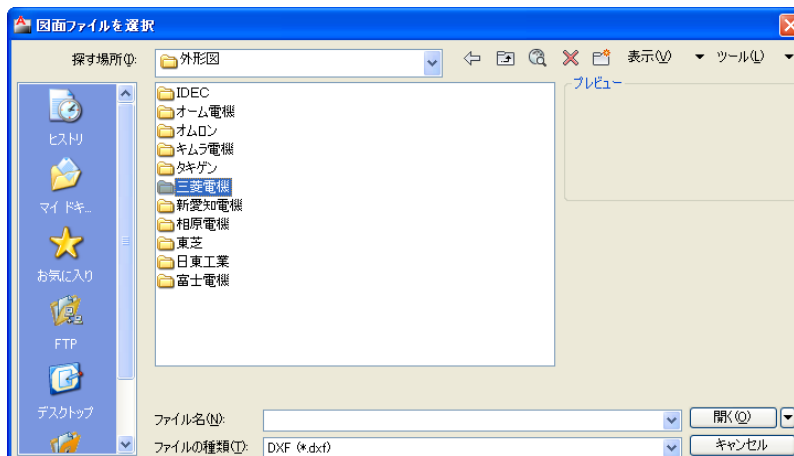 図面ファイルを選択
探す場所(I):
外形図
表示(V)
ツール(L)
ヒストリ
マイ ドキ...
お気に入り
FTP
デスクトップ
IDEC
オーム電機
オムロン
キムラ電機
タキゲン
三菱電機
新愛知電機
相原電機
東芝
日東工業
富士電機
プレビュー
ファイル名(N):
開く(O)
ファイルの種類(T):
DXF (*.dxf)
キャンセル